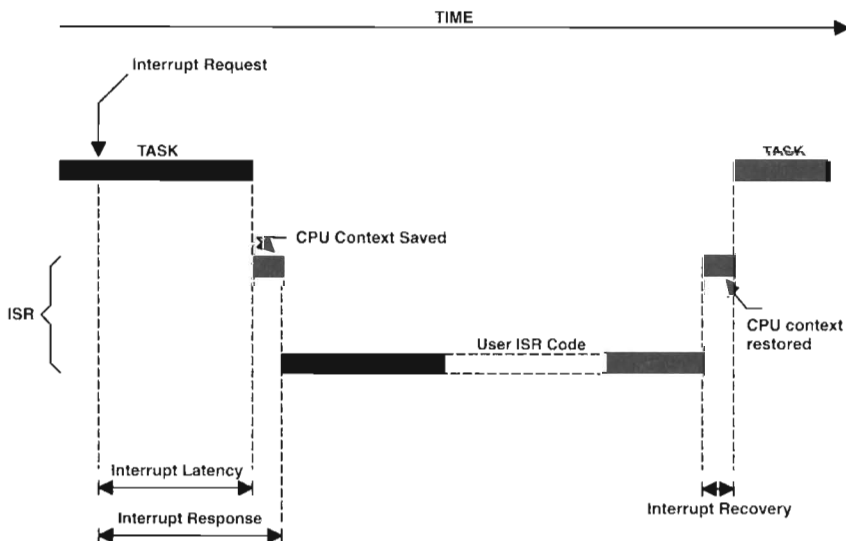 TIME
Interrupt Request
TASK
TASK
CPU Context Saved
ISR
User ISR Code
CPU context
restored
Interrupt Latency
Interrupt Response
Interrupt Recovery